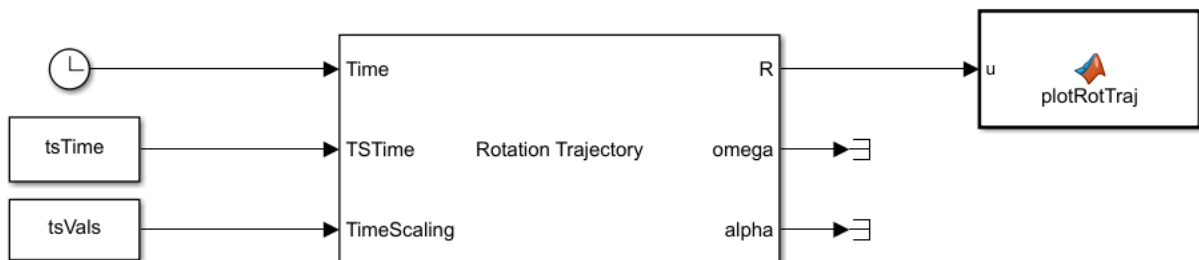 Time
R
u
plotRotTraj
tsTime
TSTime
Rotation Trajectory
omega
tsVals
TimeScaling
alpha